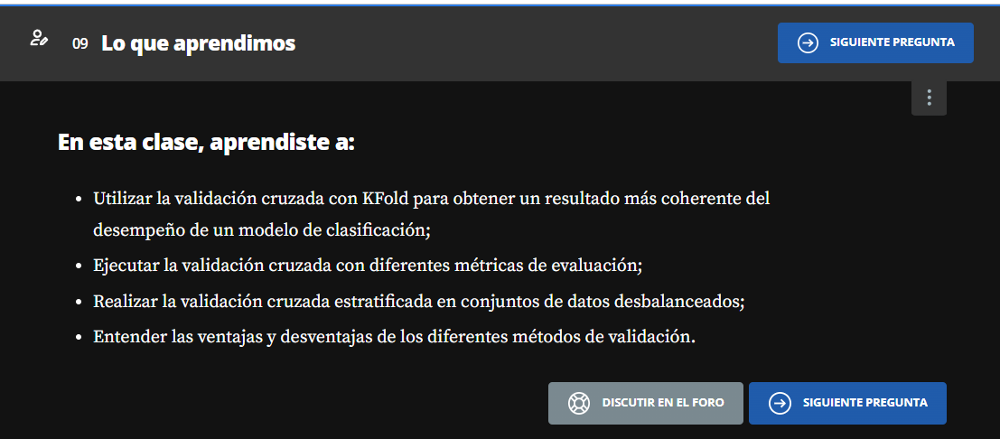 09 Lo que aprendimos
SIGUIENTE PREGUNTA
En esta clase, aprendiste a:
• Utilizar la validación cruzada con KFold para obtener un resultado más coherente del
desempeño de un modelo de clasificación;
• Ejecutar la validación cruzada con diferentes métricas de evaluación;
• Realizar la validación cruzada estratificada en conjuntos de datos desbalanceados;
• Entender las ventajas y desventajas de los diferentes métodos de validación.
DISCUTIR EN EL FORO
SIGUIENTE PREGUNTA